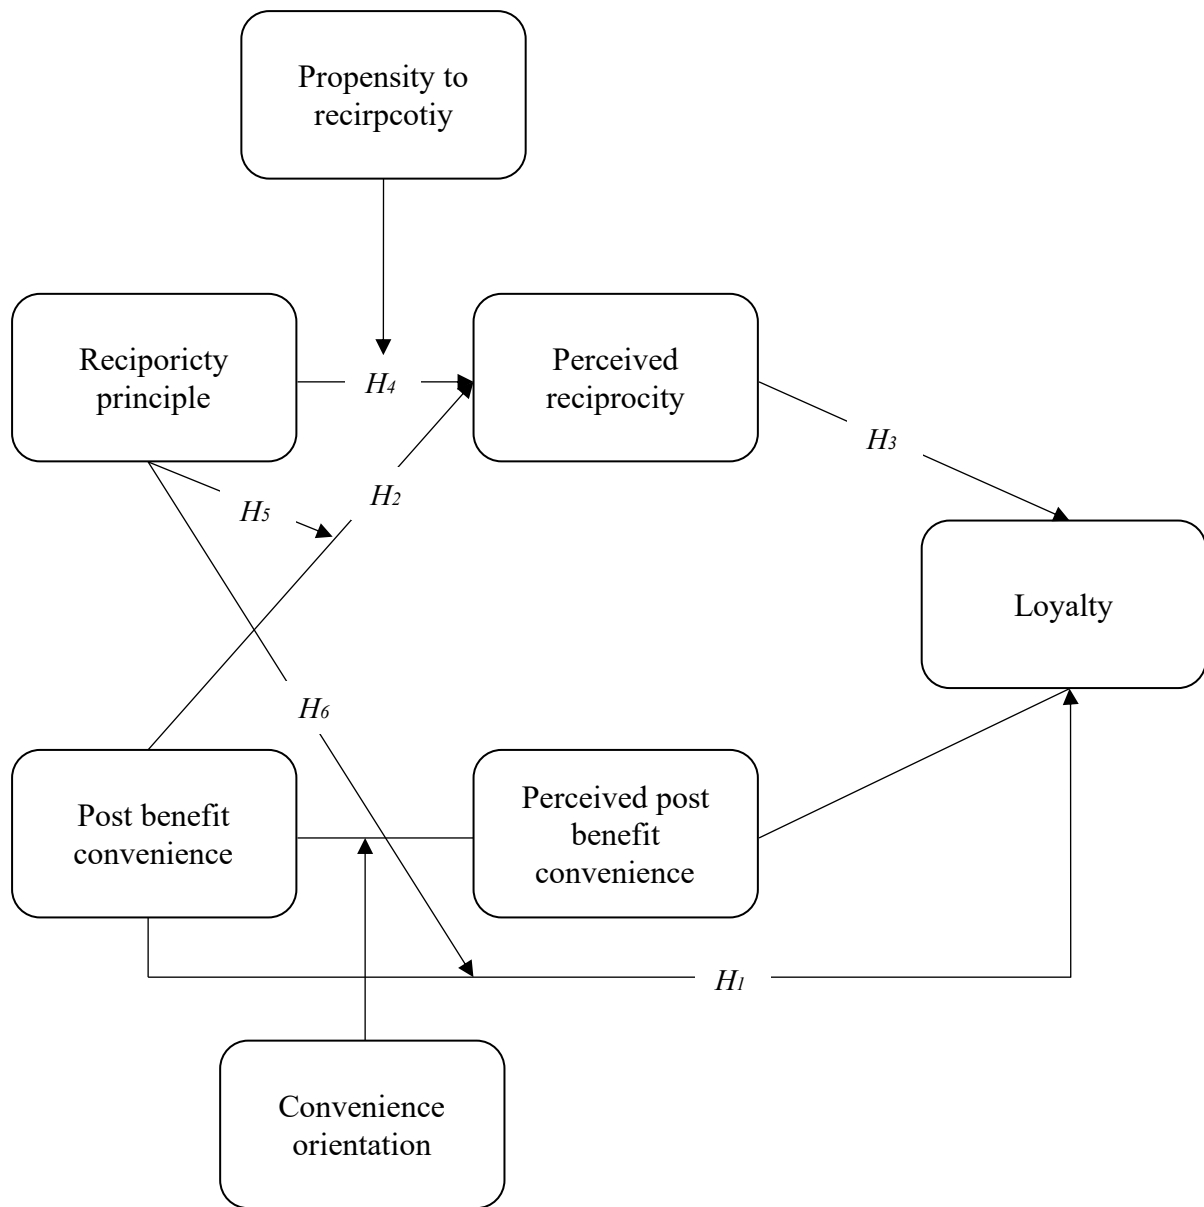 Propensity to
recirpcotiy
Reciporicty
principle
H4
Perceived
reciprocity
H3
H2
H5
Loyalty
H6
Post benefit
convenience
Perceived post
benefit
convenience
H1
Convenience
orientation